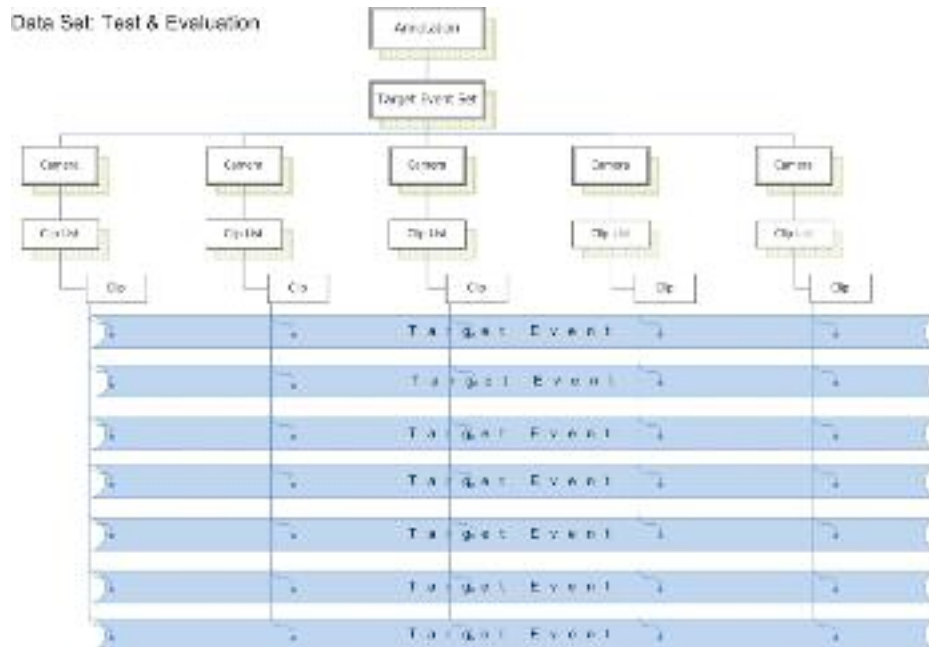 Data Set: Test & Evaluation
Annotation
Target Event Set
Camera Camera Camera Camera Camera
Clip List Clip List Clip List Clip List Clip List
Clip Clip Clip Clip Clip
Target Event
Target Event
Target Event
Target Event
Target Event
Target Event
Target Event